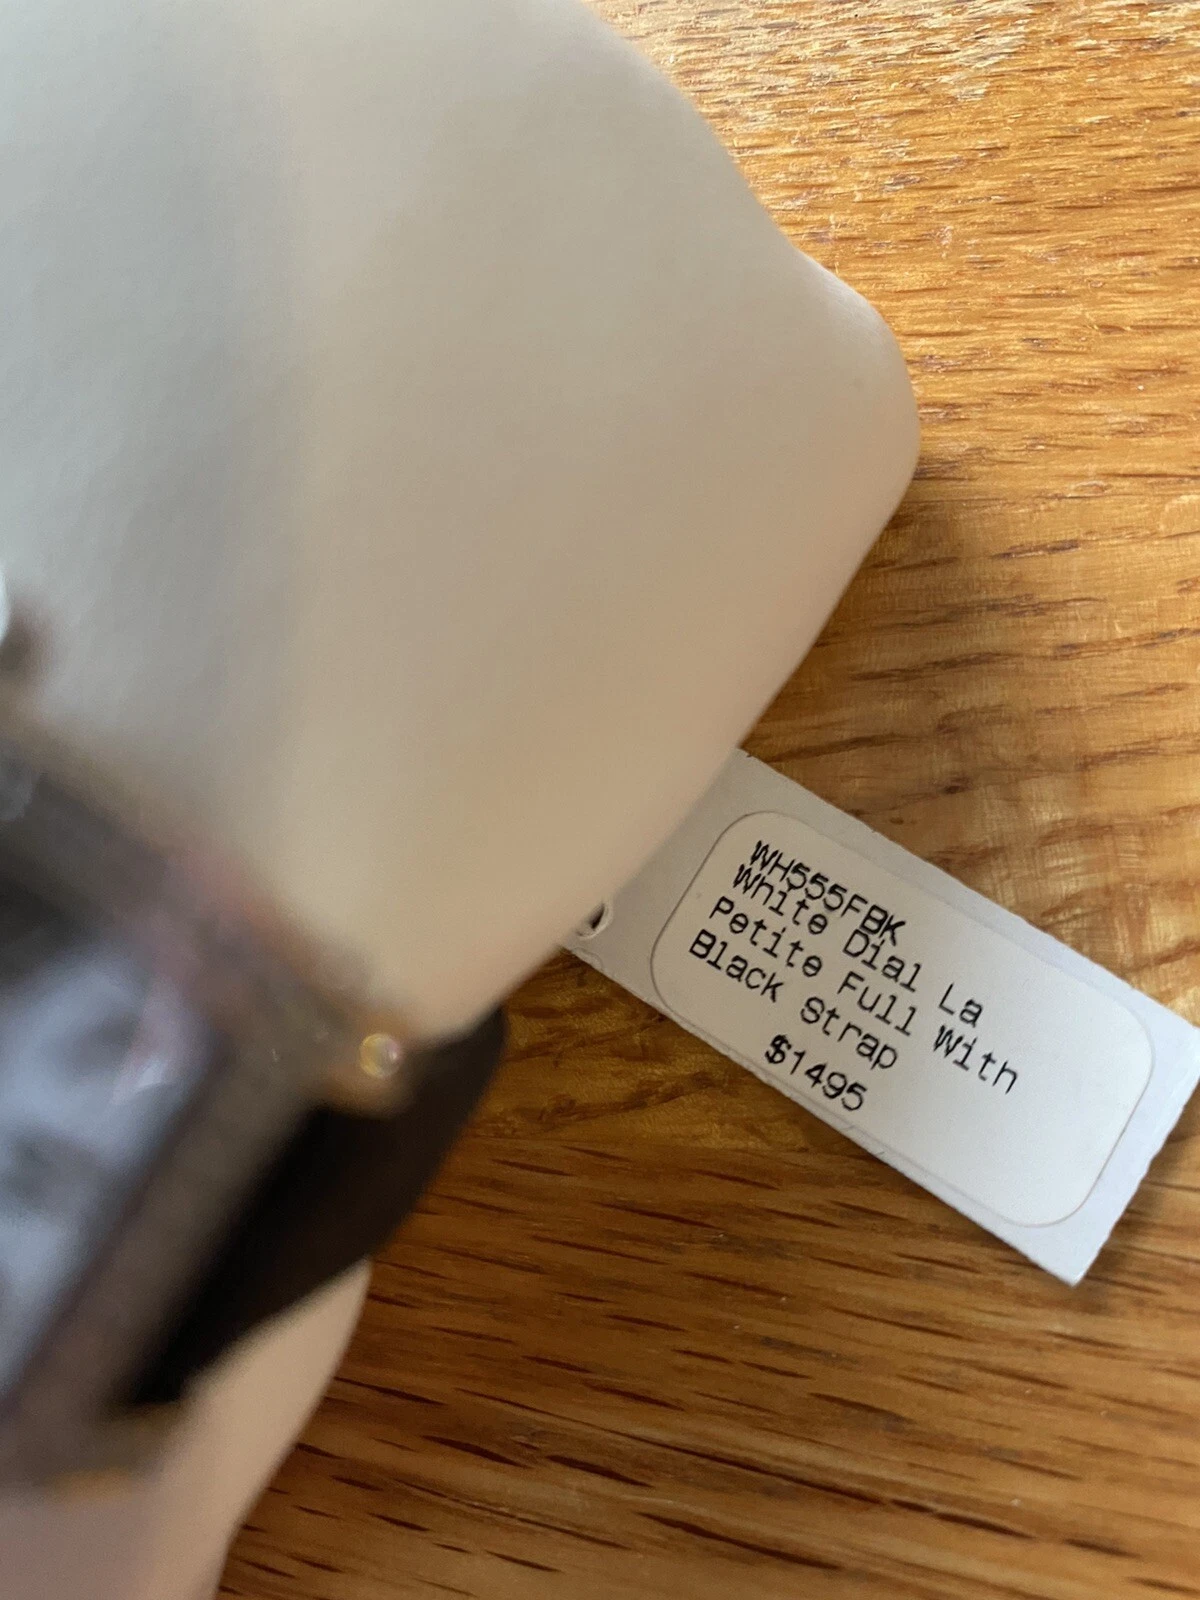 WH555FBK
White Dial La
Petite Full With
Black Strap
$1495